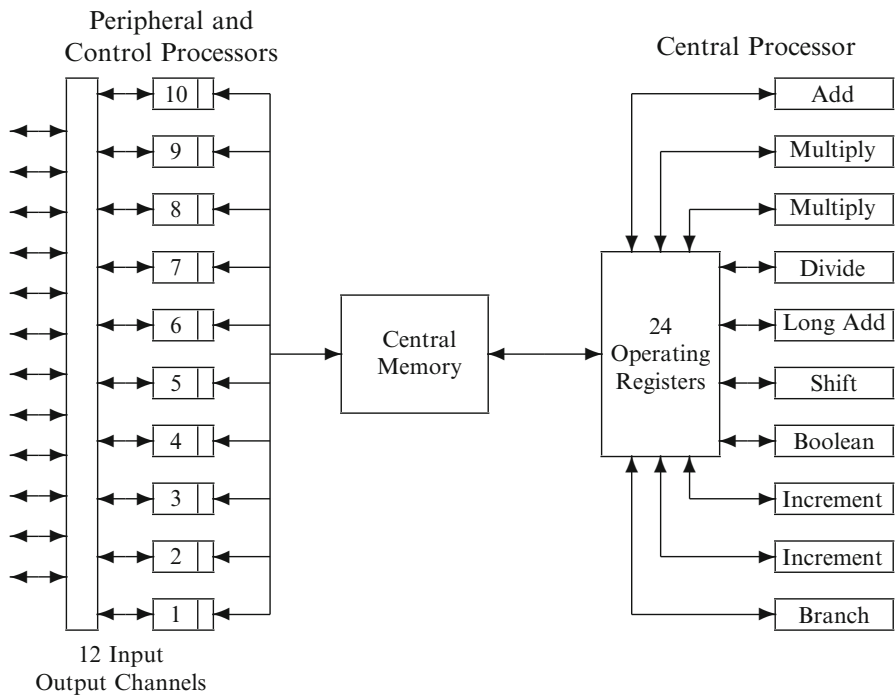 Peripheral and
Control Processors
10
9
8
7
6
5
4
3
2
1
12 Input
Output Channels
Central
Memory
Central Processor
24
Operating
Registers
Add
Multiply
Multiply
Divide
Long Add
Shift
Boolean
Increment
Increment
Branch